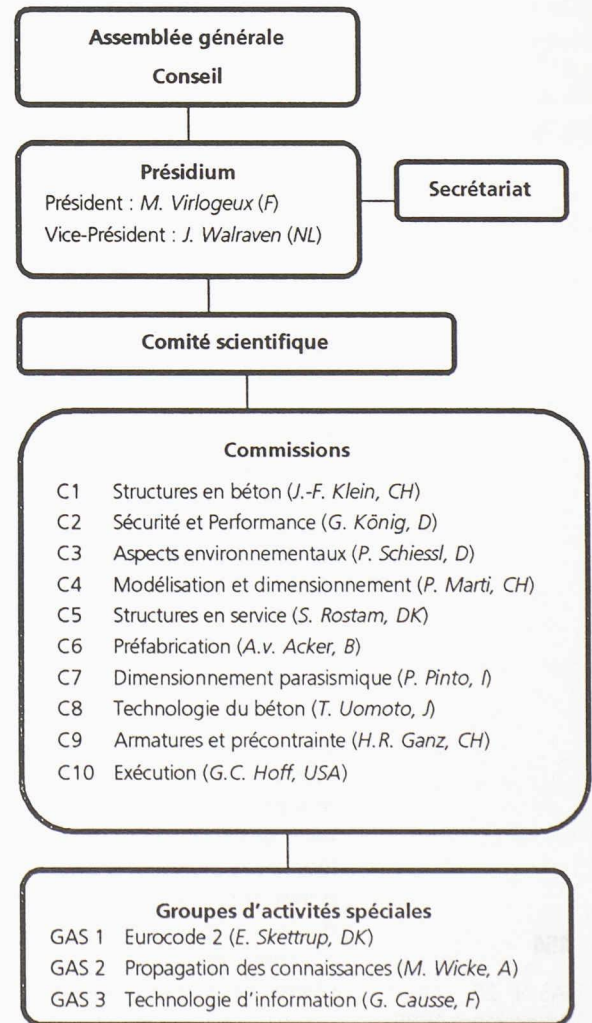 Assemblée générale
Conseil
Présidium
Président : M. Virlogeux (F)
Vice-Président : J. Walraven (NL)
Secrétariat
Comité scientifique
Commissions
C1 Structures en béton (J.-F. Klein, CH)
C2 Sécurité et Performance (G. König, D)
C3 Aspects environnementaux (P. Schiessl, D)
C4 Modélisation et dimensionnement (P. Marti, CH)
C5 Structures en service (S. Rostam, DK)
C6 Préfabrication (A.v. Acker, B)
C7 Dimensionnement parasismique (P. Pinto, I)
C8 Technologie du béton (T. Uomoto, J)
C9 Armatures et précontrainte (H.R. Ganz, CH)
C10 Exécution (G.C. Hoff, USA)
Groupes d'activités spéciales
GAS 1 Eurocode 2 (E. Skettrup, DK)
GAS 2 Propagation des connaissances (M. Wicke, A)
GAS 3 Technologie d'information (G. Causse, F)